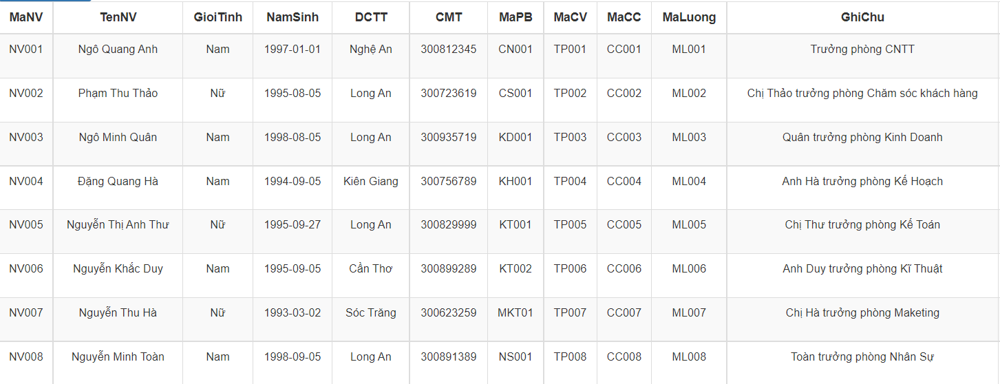 MaNV TenNV GioiTinh NamSinh DCTT CMT MaPB MaCV MaCC MaLuong GhiChu
NV001 Ngô Quang Anh Nam 1997-01-01 Nghệ An 300812345 CN001 TP001 CC001 ML001 Trưởng phòng CNTT
NV002 Phạm Thu Thảo Nữ 1995-08-05 Long An 300723619 CS001 TP002 CC002 ML002 Chị Thảo trưởng phòng Chăm sóc khách hàng
NV003 Ngô Minh Quân Nam 1998-08-05 Long An 300935719 KD001 TP003 CC003 ML003 Quân trưởng phòng Kinh Doanh
NV004 Đặng Quang Hà Nam 1994-09-05 Kiên Giang 300756789 KH001 TP004 CC004 ML004 Anh Hà trưởng phòng Kế Hoạch
NV005 Nguyễn Thị Anh Thư Nữ 1995-09-27 Long An 300829999 KT001 TP005 CC005 ML005 Chị Thư trưởng phòng Kế Toán
NV006 Nguyễn Khắc Duy Nam 1995-09-05 Cần Thơ 300899289 KT002 TP006 CC006 ML006 Anh Duy trưởng phòng Kĩ Thuật
NV007 Nguyễn Thu Hà Nữ 1993-03-02 Sóc Trăng 300623259 MKT01 TP007 CC007 ML007 Chị Hà trưởng phòng Maketing
NV008 Nguyễn Minh Toàn Nam 1998-09-05 Long An 300891389 NS001 TP008 CC008 ML008 Toàn trưởng phòng Nhân Sự